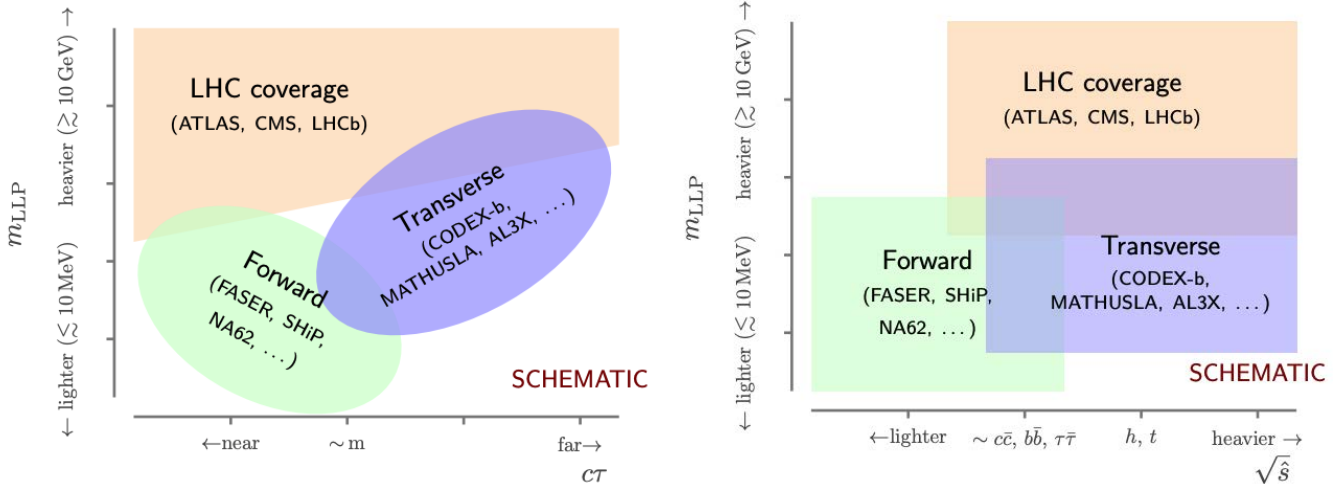 heavier (≳ 10 GeV) →
← lighter (≲ 10 MeV)
m_LLP
LHC coverage
(ATLAS, CMS, LHCb)
Transverse
(CODEX-b,
MATHUSLA, AL3X, ...)
Forward
(FASER, SHiP,
NA62, ...)
SCHEMATIC
←near
∼ m
far→
cτ
heavier (≳ 10 GeV) →
← lighter (≲ 10 MeV)
m_LLP
LHC coverage
(ATLAS, CMS, LHCb)
Forward
(FASER, SHiP,
NA62, ...)
Transverse
(CODEX-b,
MATHUSLA, AL3X, ...)
SCHEMATIC
←lighter
∼ cc̄, bb̄, ττ̄
h, t
heavier →
√ŝ